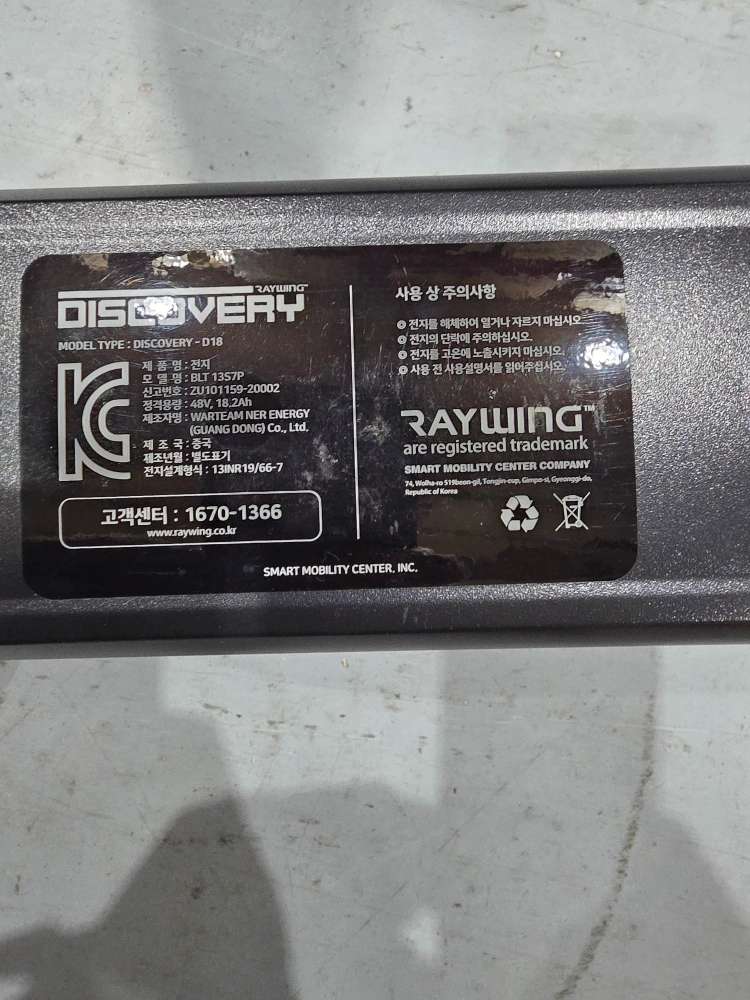 RAYWING
DISCOVERY
MODEL TYPE : DISCOVERY - D18
KC
제 품 명 : 전지
모 델 명 : BLT 13S7P
신고번호 : ZU101159-20002
정격용량 : 48V, 18.2Ah
제조자명 : WARTEAM NER ENERGY
(GUANG DONG) Co., Ltd.
제 조 국 : 중국
제조년월 : 별도표기
전지설계형식 : 13INR19/66-7
고객센터 : 1670-1366
www.raywing.co.kr
사용 상 주의사항
전지를 해체하여 열거나 자르지 마십시오.
전지의 단락에 주의하십시오.
전지를 고온에 노출시키지 마십시오.
사용 전 사용설명서를 읽어주십시오.
RAYWING™
are registered trademark
SMART MOBILITY CENTER COMPANY
74, Wolha-ro 519beon-gil, Tongjin-eup, Gimpo-si, Gyeonggi-do,
Republic of Korea
SMART MOBILITY CENTER, INC.